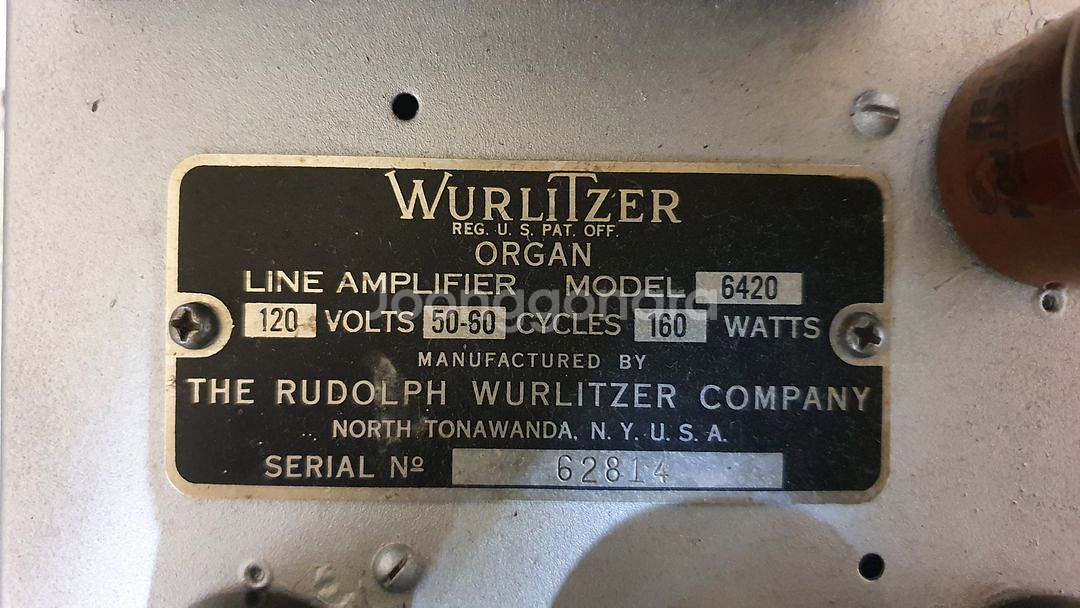 WURLITZER
REG. U. S. PAT. OFF.
ORGAN
LINE AMPLIFIER MODEL 6420
Joonggonara
120 VOLTS 50-60 CYCLES 160 WATTS
MANUFACTURED BY
THE RUDOLPH WURLITZER COMPANY
NORTH TONAWANDA, N. Y. U. S. A.
SERIAL Nº 62814